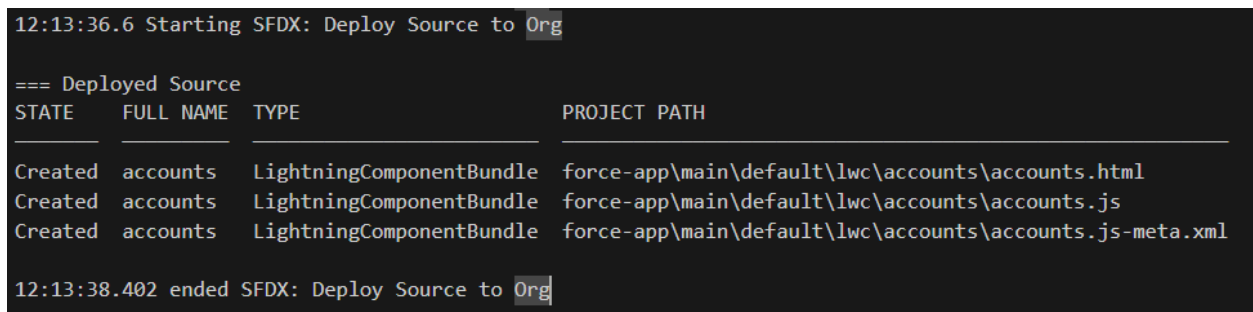 12:13:36.6 Starting SFDX: Deploy Source to Org
=== Deployed Source
STATE FULL NAME TYPE PROJECT PATH
Created accounts LightningComponentBundle force-app\main\default\lwc\accounts\accounts.html
Created accounts LightningComponentBundle force-app\main\default\lwc\accounts\accounts.js
Created accounts LightningComponentBundle force-app\main\default\lwc\accounts\accounts.js-meta.xml
12:13:38.402 ended SFDX: Deploy Source to Org